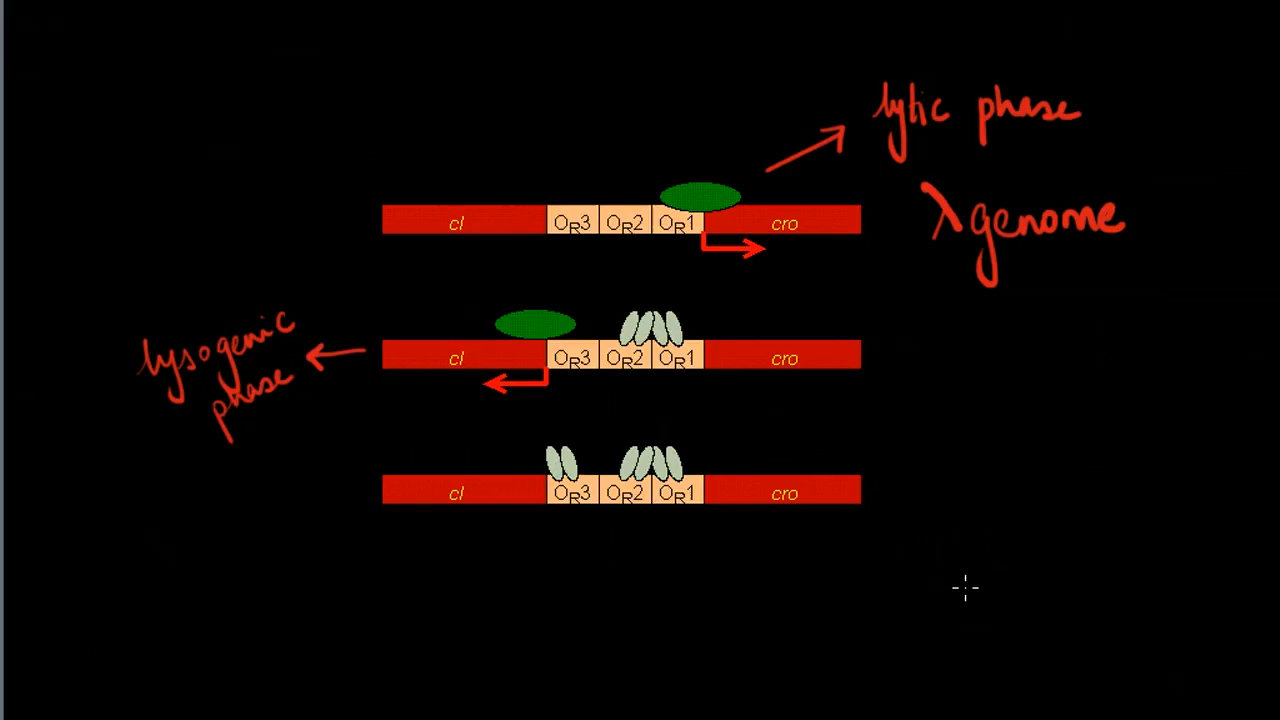 lytic phase
λ genome
cI OR3 OR2 OR1 cro
lysogenic
phase
cI OR3 OR2 OR1 cro
cI OR3 OR2 OR1 cro